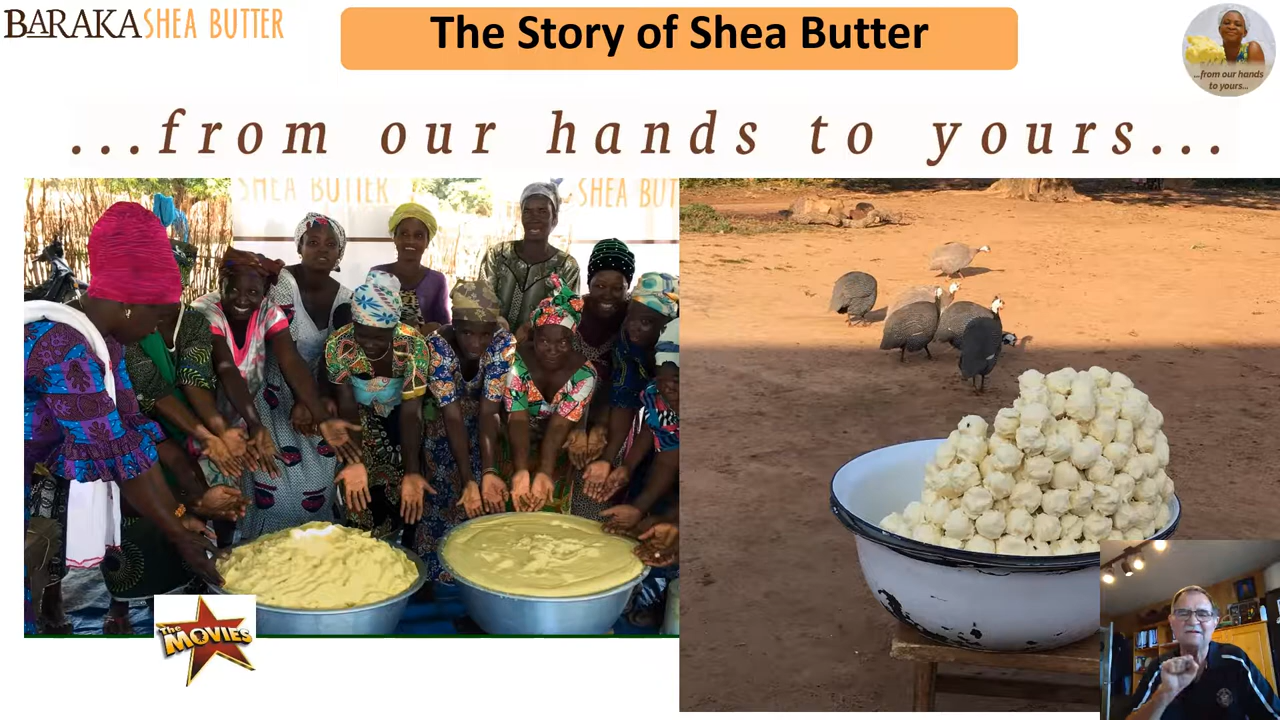 BARAKA SHEA BUTTER
The Story of Shea Butter
...from our hands
to yours...
...from our hands to yours...
SHEA BUTTER
SHEA BUT
The MOVIES